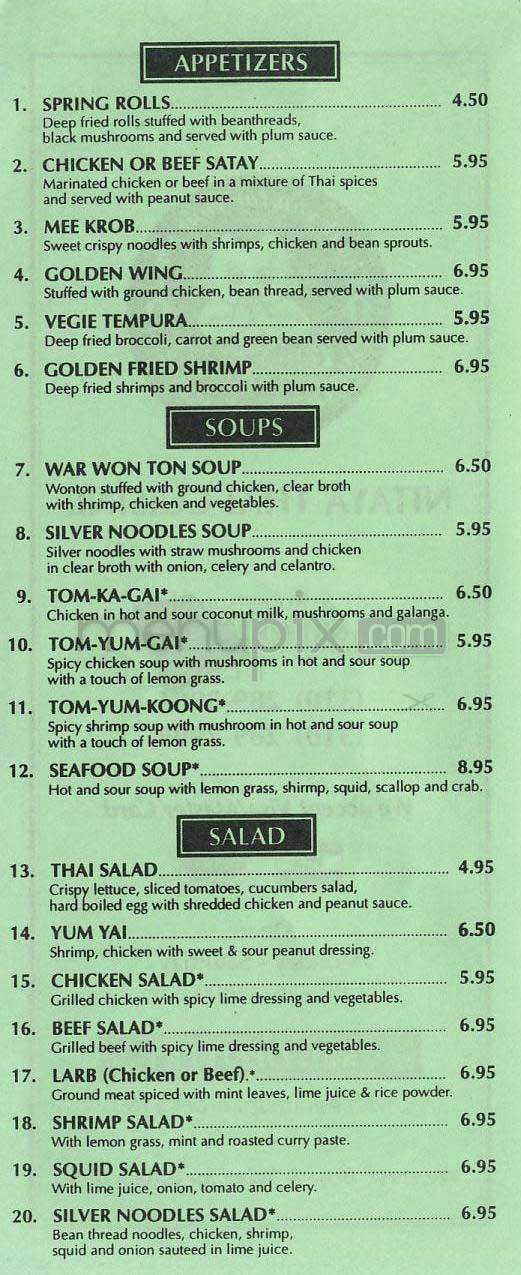 APPETIZERS
1. SPRING ROLLS........ 4.50
Deep fried rolls stuffed with beanthreads,
black mushrooms and served with plum sauce.
2. CHICKEN OR BEEF SATAY........ 5.95
Marinated chicken or beef in a mixture of Thai spices
and served with peanut sauce.
3. MEE KROB........ 5.95
Sweet crispy noodles with shrimps, chicken and bean sprouts.
4. GOLDEN WING........ 6.95
Stuffed with ground chicken, bean thread, served with plum sauce.
5. VEGIE TEMPURA........ 5.95
Deep fried broccoli, carrot and green bean served with plum sauce.
6. GOLDEN FRIED SHRIMP........ 6.95
Deep fried shrimps and broccoli with plum sauce.
SOUPS
7. WAR WON TON SOUP........ 6.50
Wonton stuffed with ground chicken, clear broth
with shrimp, chicken and vegetables.
8. SILVER NOODLES SOUP........ 5.95
Silver noodles with straw mushrooms and chicken
in clear broth with onion, celery and celantro.
9. TOM-KA-GAI*........ 6.50
Chicken in hot and sour coconut milk, mushrooms and galanga.
menupix.com
10. TOM-YUM-GAI*........ 5.95
Spicy chicken soup with mushrooms in hot and sour soup
with a touch of lemon grass.
11. TOM-YUM-KOONG*........ 6.95
Spicy shrimp soup with mushroom in hot and sour soup
with a touch of lemon grass.
12. SEAFOOD SOUP*........ 8.95
Hot and sour soup with lemon grass, shirmp, squid, scallop and crab.
SALAD
13. THAI SALAD........ 4.95
Crispy lettuce, sliced tomatoes, cucumbers salad,
hard boiled egg with shredded chicken and peanut sauce.
14. YUM YAI........ 6.50
Shrimp, chicken with sweet & sour peanut dressing.
15. CHICKEN SALAD*........ 5.95
Grilled chicken with spicy lime dressing and vegetables.
16. BEEF SALAD*........ 6.95
Grilled beef with spicy lime dressing and vegetables.
17. LARB (Chicken or Beef).*........ 6.95
Ground meat spiced with mint leaves, lime juice & rice powder.
18. SHRIMP SALAD*........ 6.95
With lemon grass, mint and roasted curry paste.
19. SQUID SALAD*........ 6.95
With lime juice, onion, tomato and celery.
20. SILVER NOODLES SALAD*........ 6.95
Bean thread noodles, chicken, shrimp,
squid and onion sauteed in lime juice.